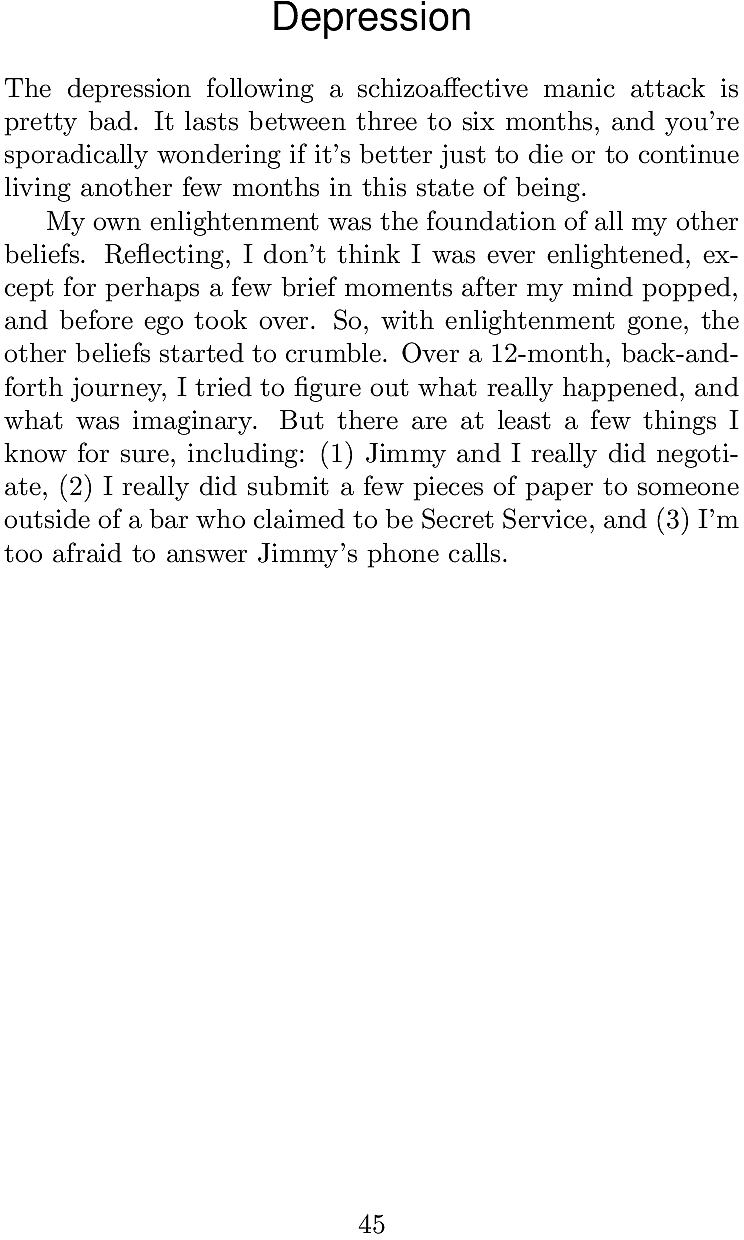 Depression
The depression following a schizoaffective manic attack is
pretty bad. It lasts between three to six months, and you're
sporadically wondering if it's better just to die or to continue
living another few months in this state of being.
My own enlightenment was the foundation of all my other
beliefs. Reflecting, I don't think I was ever enlightened, ex-
cept for perhaps a few brief moments after my mind popped,
and before ego took over. So, with enlightenment gone, the
other beliefs started to crumble. Over a 12-month, back-and-
forth journey, I tried to figure out what really happened, and
what was imaginary. But there are at least a few things I
know for sure, including: (1) Jimmy and I really did negoti-
ate, (2) I really did submit a few pieces of paper to someone
outside of a bar who claimed to be Secret Service, and (3) I'm
too afraid to answer Jimmy's phone calls.
45